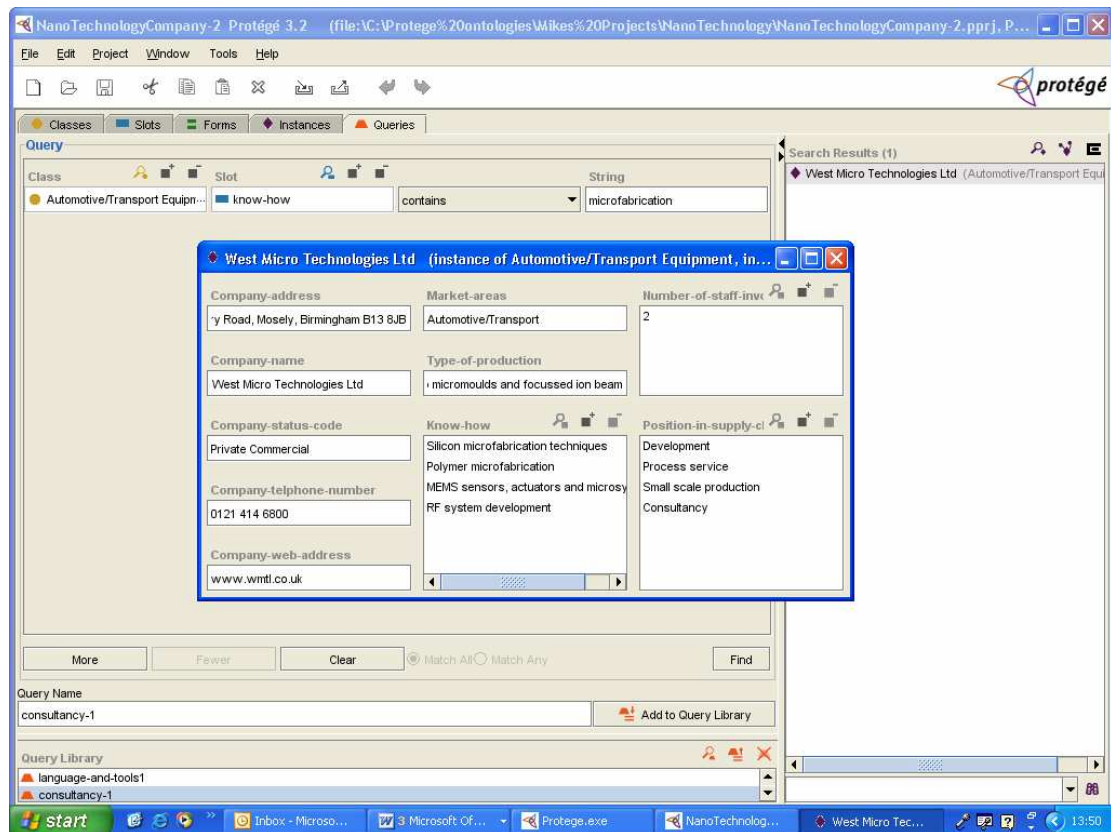 NanoTechnologyCompany-2 Protégé 3.2 (file:\C:\Protege%20ontologies\Mikes%20Projects\NanoTechnology\NanoTechnologyCompany-2.pprj, P...
File Edit Project Window Tools Help
protégé
Classes Slots Forms Instances Queries
Query
Class Slot String
Automotive/Transport Equipm... know-how contains microfabrication
Search Results (1)
West Micro Technologies Ltd (Automotive/Transport Equi
West Micro Technologies Ltd (instance of Automotive/Transport Equipment, in...
Company-address Market-areas Number-of-staff-invo
y Road, Mosely, Birmingham B13 8JB Automotive/Transport 2
Company-name Type-of-production
West Micro Technologies Ltd micromoulds and focussed ion beam
Company-status-code Know-how Position-in-supply-cl
Private Commercial Silicon microfabrication techniques Development
Polymer microfabrication Process service
Company-telphone-number MEMS sensors, actuators and microsy Small scale production
0121 414 6800 RF system development Consultancy
Company-web-address
www.wmtl.co.uk
More Fewer Clear Match All Match Any Find
Query Name
consultancy-1 Add to Query Library
Query Library
language-and-tools1
consultancy-1
start Inbox - Microso... 3 Microsoft Of... Protege.exe NanoTechnolog... West Micro Tec... 13:50